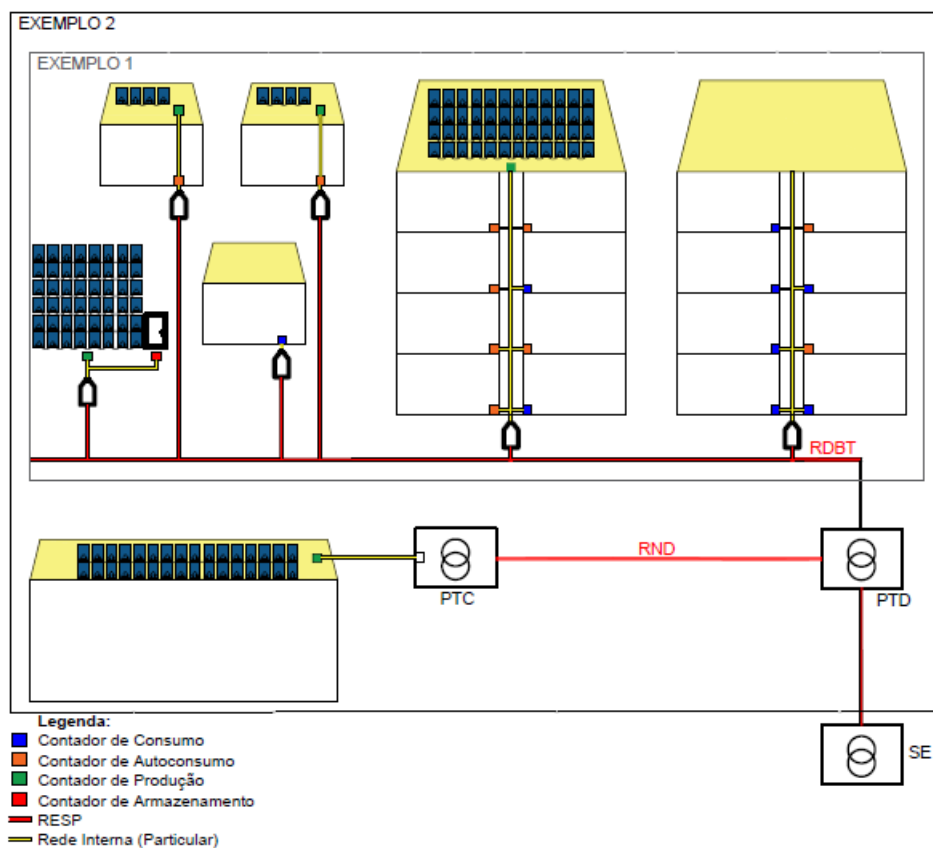 EXEMPLO 2
EXEMPLO 1
RDBT
RND
PTC
PTD
SE
Legenda:
Contador de Consumo
Contador de Autoconsumo
Contador de Produção
Contador de Armazenamento
RESP
Rede Interna (Particular)